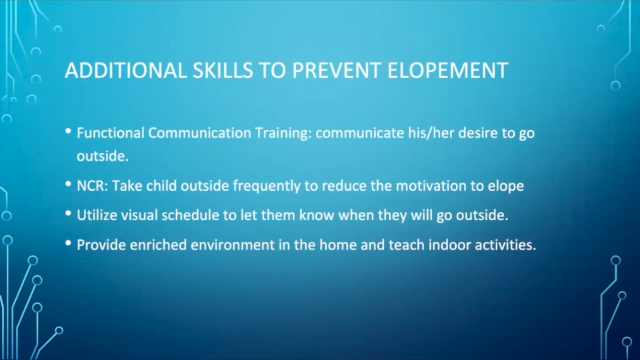 ADDITIONAL SKILLS TO PREVENT ELOPEMENT
• Functional Communication Training: communicate his/her desire to go
outside.
• NCR: Take child outside frequently to reduce the motivation to elope
• Utilize visual schedule to let them know when they will go outside.
• Provide enriched environment in the home and teach indoor activities.